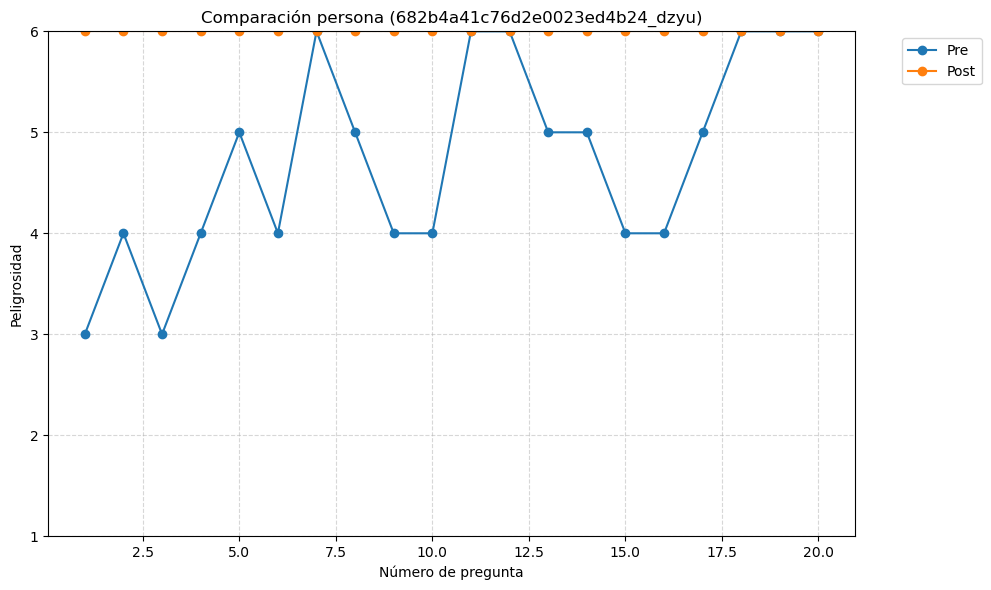 Comparación persona (682b4a41c76d2e0023ed4b24_dzyu)
Pre
Post
6
5
4
3
2
1
Peligrosidad
2.5 5.0 7.5 10.0 12.5 15.0 17.5 20.0
Número de pregunta